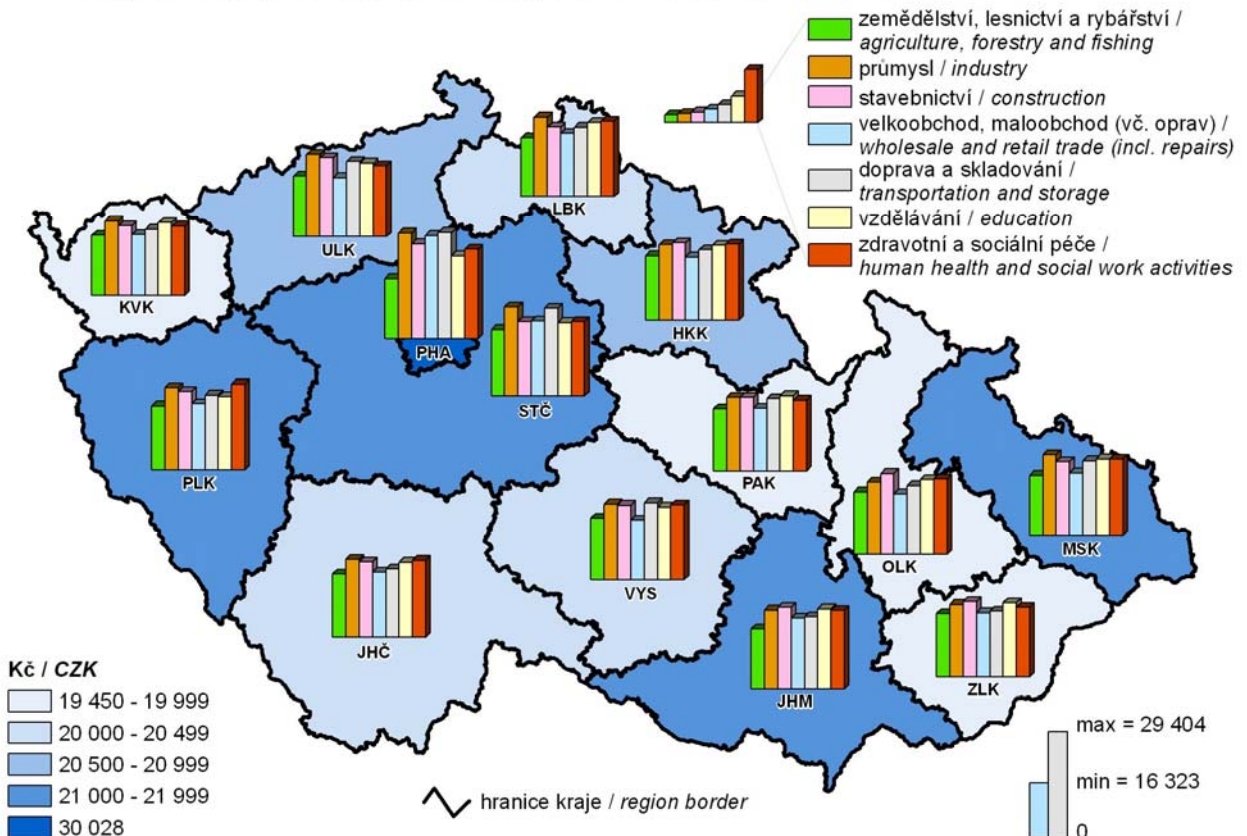 zemědělství, lesnictví a rybářství /
agriculture, forestry and fishing
průmysl / industry
stavebnictví / construction
velkoobchod, maloobchod (vč. oprav) /
wholesale and retail trade (incl. repairs)
doprava a skladování /
transportation and storage
vzdělávání / education
zdravotní a sociální péče /
human health and social work activities
LBK
ULK
KVK
HKK
PHA
STČ
PLK
PAK
OLK
MSK
VYS
JHČ
ZLK
JHM
Kč / CZK
19 450 - 19 999
20 000 - 20 499
20 500 - 20 999
21 000 - 21 999
30 028
hranice kraje / region border
max = 29 404
min = 16 323
0